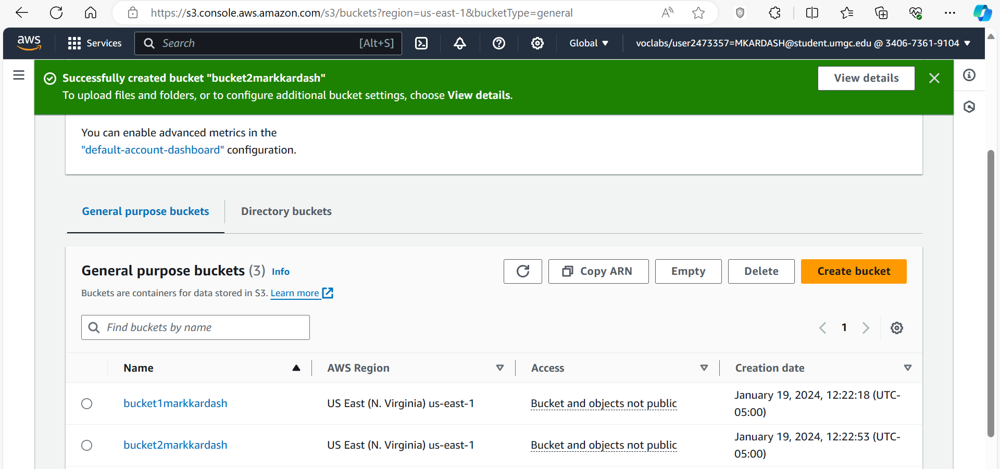 https://s3.console.aws.amazon.com/s3/buckets?region=us-east-1&bucketType=general
aws
Services
Search
[Alt+S]
Global
voclabs/user2473357=MKARDASH@student.umgc.edu @ 3406-7361-9104
Successfully created bucket "bucket2markkardash"
To upload files and folders, or to configure additional bucket settings, choose View details.
View details
You can enable advanced metrics in the
"default-account-dashboard" configuration.
General purpose buckets
Directory buckets
General purpose buckets (3) Info
Copy ARN
Empty
Delete
Create bucket
Buckets are containers for data stored in S3. Learn more
Find buckets by name
1
Name
AWS Region
Access
Creation date
bucket1markkardash
US East (N. Virginia) us-east-1
Bucket and objects not public
January 19, 2024, 12:22:18 (UTC-
05:00)
bucket2markkardash
US East (N. Virginia) us-east-1
Bucket and objects not public
January 19, 2024, 12:22:53 (UTC-
05:00)